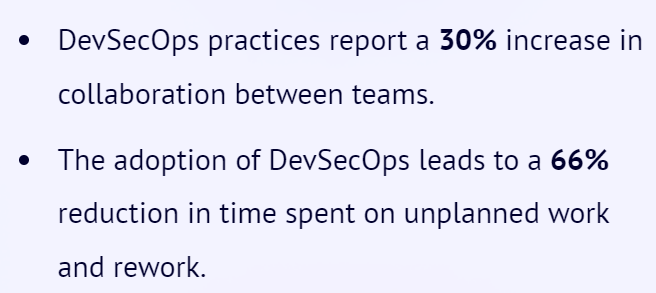 • DevSecOps practices report a 30% increase in
collaboration between teams.
• The adoption of DevSecOps leads to a 66%
reduction in time spent on unplanned work
and rework.